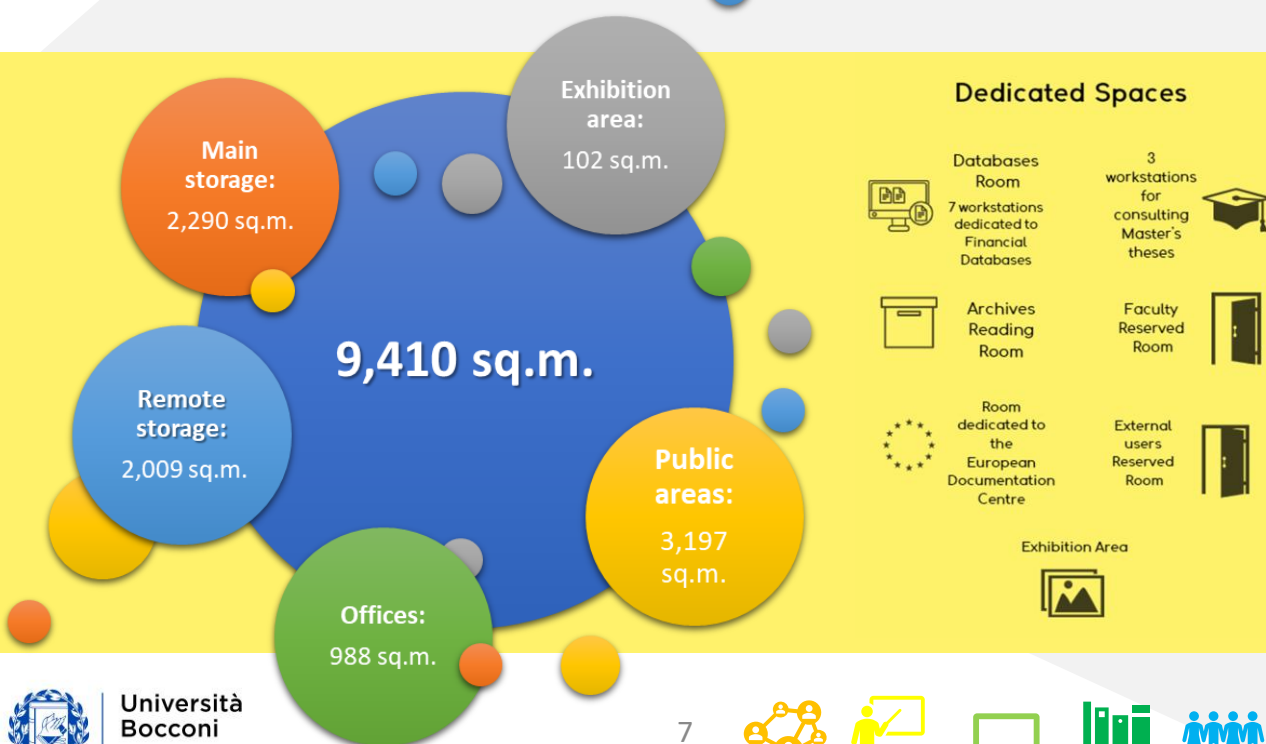 Exhibition
area:
102 sq.m.
Main
storage:
2,290 sq.m.
9,410 sq.m.
Remote
storage:
2,009 sq.m.
Public
areas:
3,197
sq.m.
Offices:
988 sq.m.
Dedicated Spaces
Databases
Room
7 workstations
dedicated to
Financial
Databases
3
workstations
for
consulting
Master's
theses
Archives
Reading
Room
Faculty
Reserved
Room
Room
dedicated to
the
European
Documentation
Centre
External
users
Reserved
Room
Exhibition Area
Università
Bocconi
7